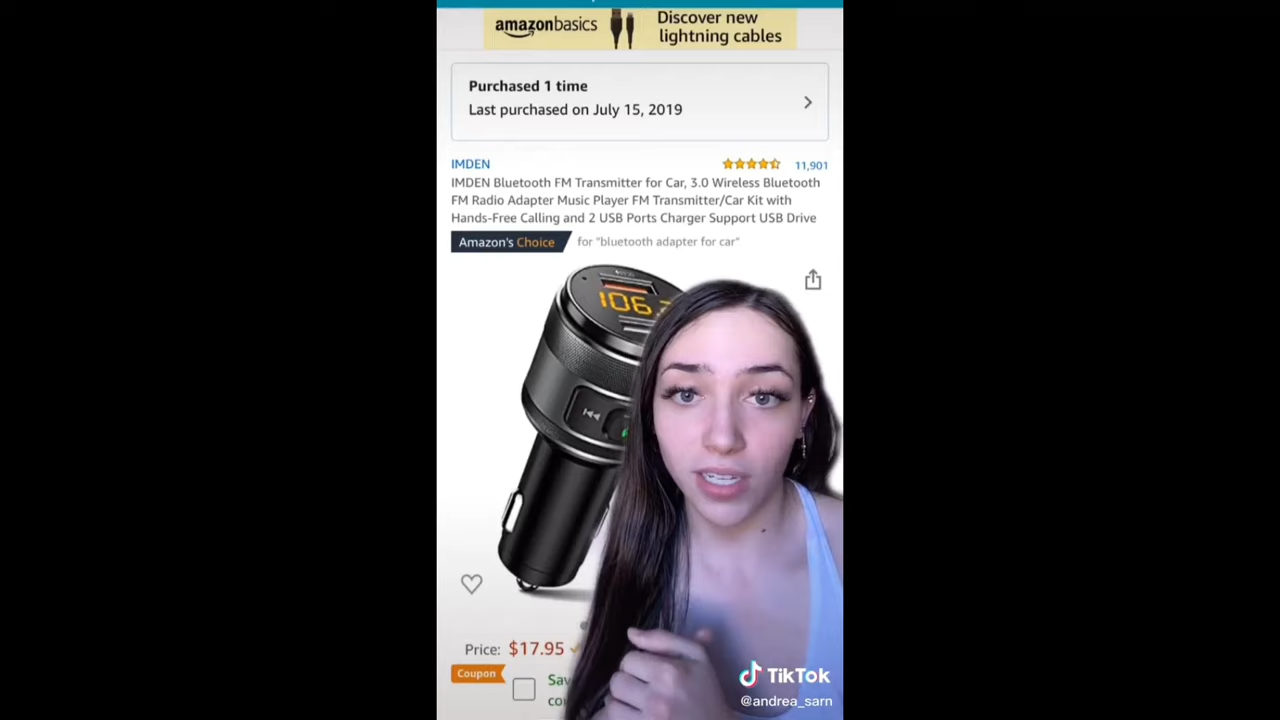 amazonbasics
Discover new
lightning cables
Purchased 1 time
Last purchased on July 15, 2019
IMDEN
11,901
IMDEN Bluetooth FM Transmitter for Car, 3.0 Wireless Bluetooth
FM Radio Adapter Music Player FM Transmitter/Car Kit with
Hands-Free Calling and 2 USB Ports Charger Support USB Drive
Amazon's Choice for "bluetooth adapter for car"
106.
Price: $17.95
Coupon
TikTok
@andrea_sarn